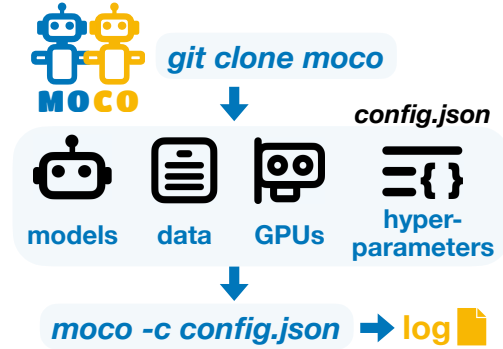 MOCO
git clone moco
config.json
models
data
GPUs
hyper-
parameters
moco -c config.json
log